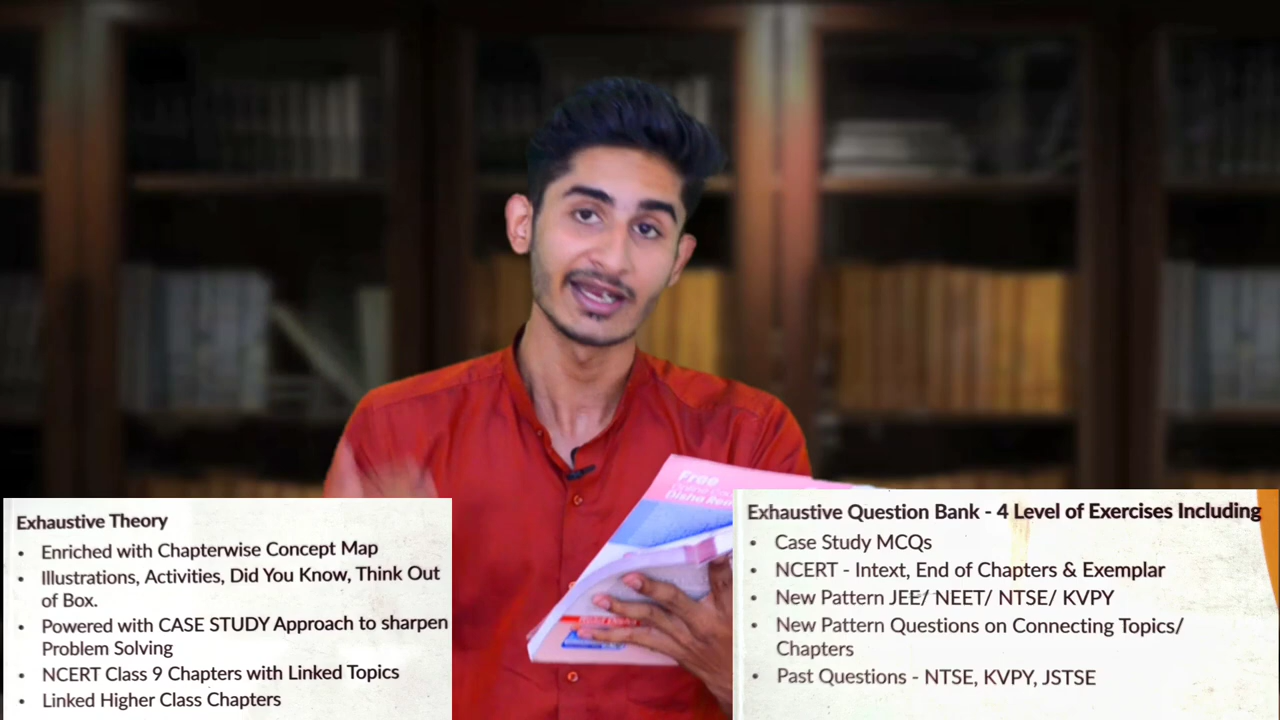 Free
Disha
Exhaustive Theory
• Enriched with Chapterwise Concept Map
• Illustrations, Activities, Did You Know, Think Out
of Box.
• Powered with CASE STUDY Approach to sharpen
Problem Solving
• NCERT Class 9 Chapters with Linked Topics
• Linked Higher Class Chapters
Exhaustive Question Bank - 4 Level of Exercises Including
• Case Study MCQs
• NCERT - Intext, End of Chapters & Exemplar
• New Pattern JEE/ NEET/ NTSE/ KVPY
• New Pattern Questions on Connecting Topics/
Chapters
• Past Questions - NTSE, KVPY, JSTSE